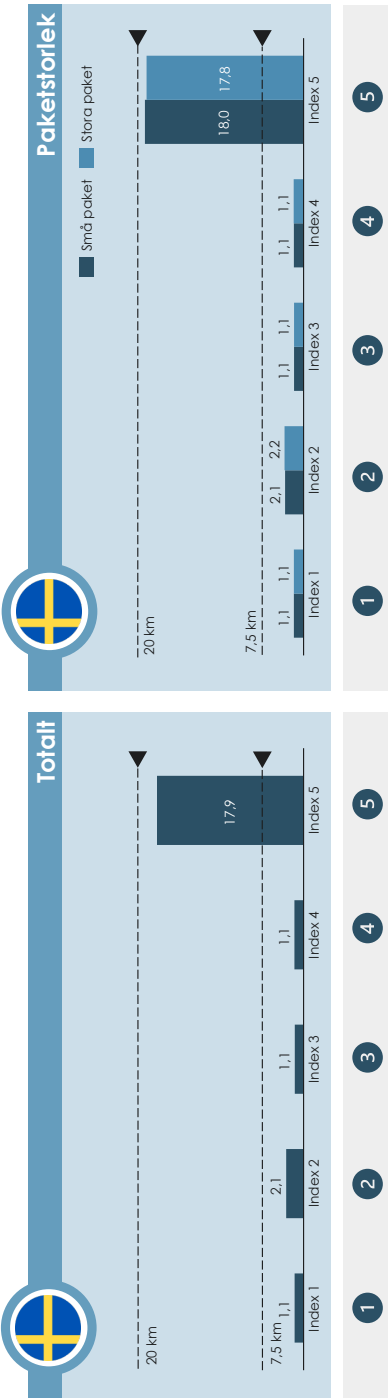 Totalt
20 km
17,9
7,5 km
1,1
2,1
1,1
1,1
Index 1 Index 2 Index 3 Index 4 Index 5
1 2 3 4 5
Paketstorlek
Små paket Stora paket
20 km
18,0 17,8
7,5 km
1,1 1,1
2,1 2,2
1,1 1,1
1,1 1,1
Index 1 Index 2 Index 3 Index 4 Index 5
1 2 3 4 5